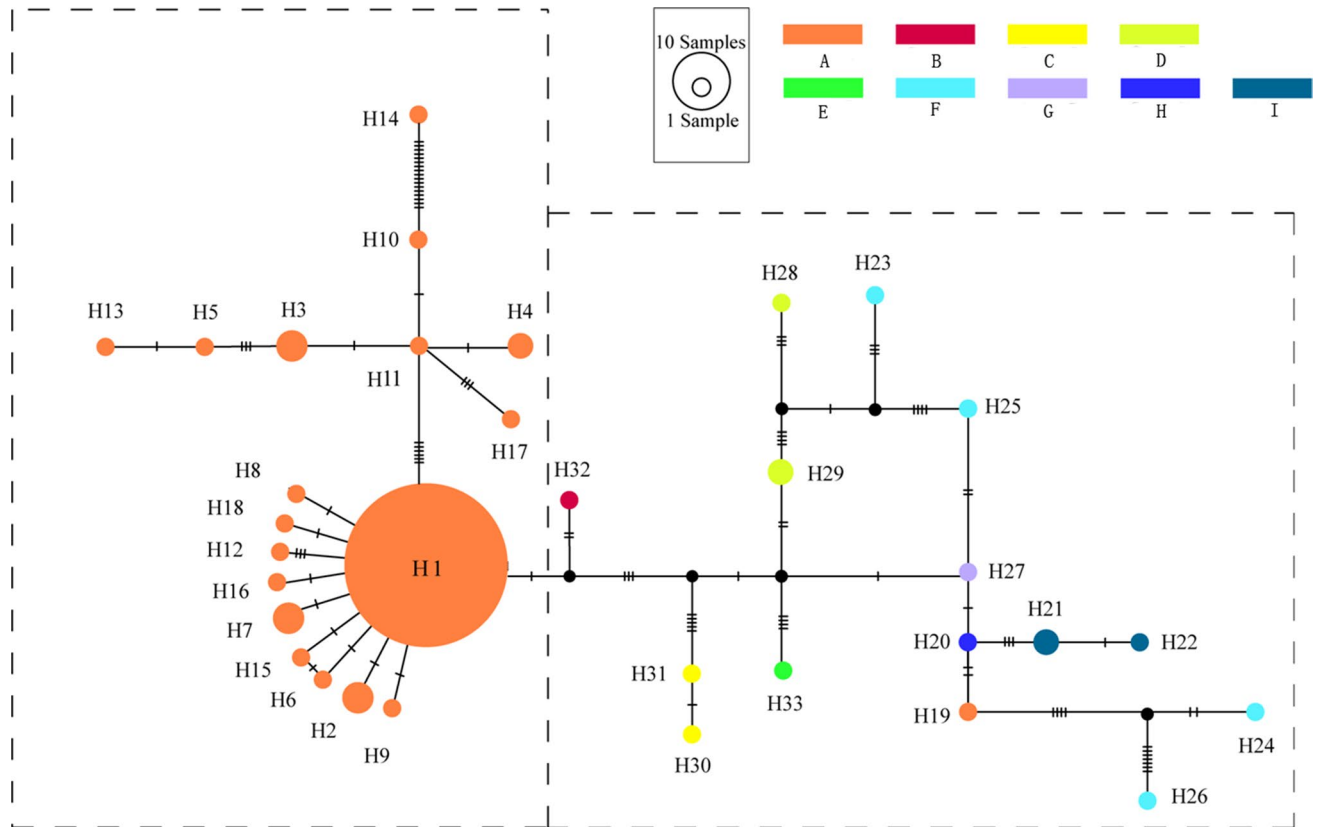 10 Samples
1 Sample
A B C D
E F G H I
H14
H10
H13 H5 H3 H4
H11
H17
H8
H18
H12
H16
H7
H15
H6
H2
H9
H1
H32
H28 H23
H25
H29
H27
H20 H21 H22
H31
H33
H19
H30
H24
H26